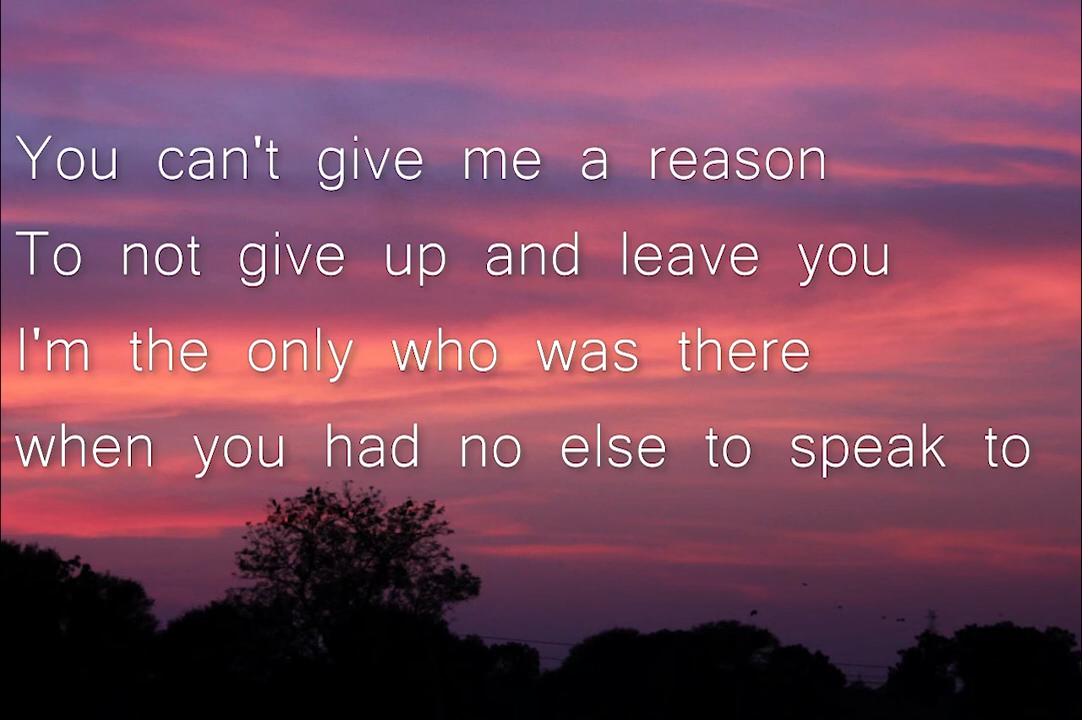 You can't give me a reason
To not give up and leave you
I'm the only who was there
when you had no else to speak to